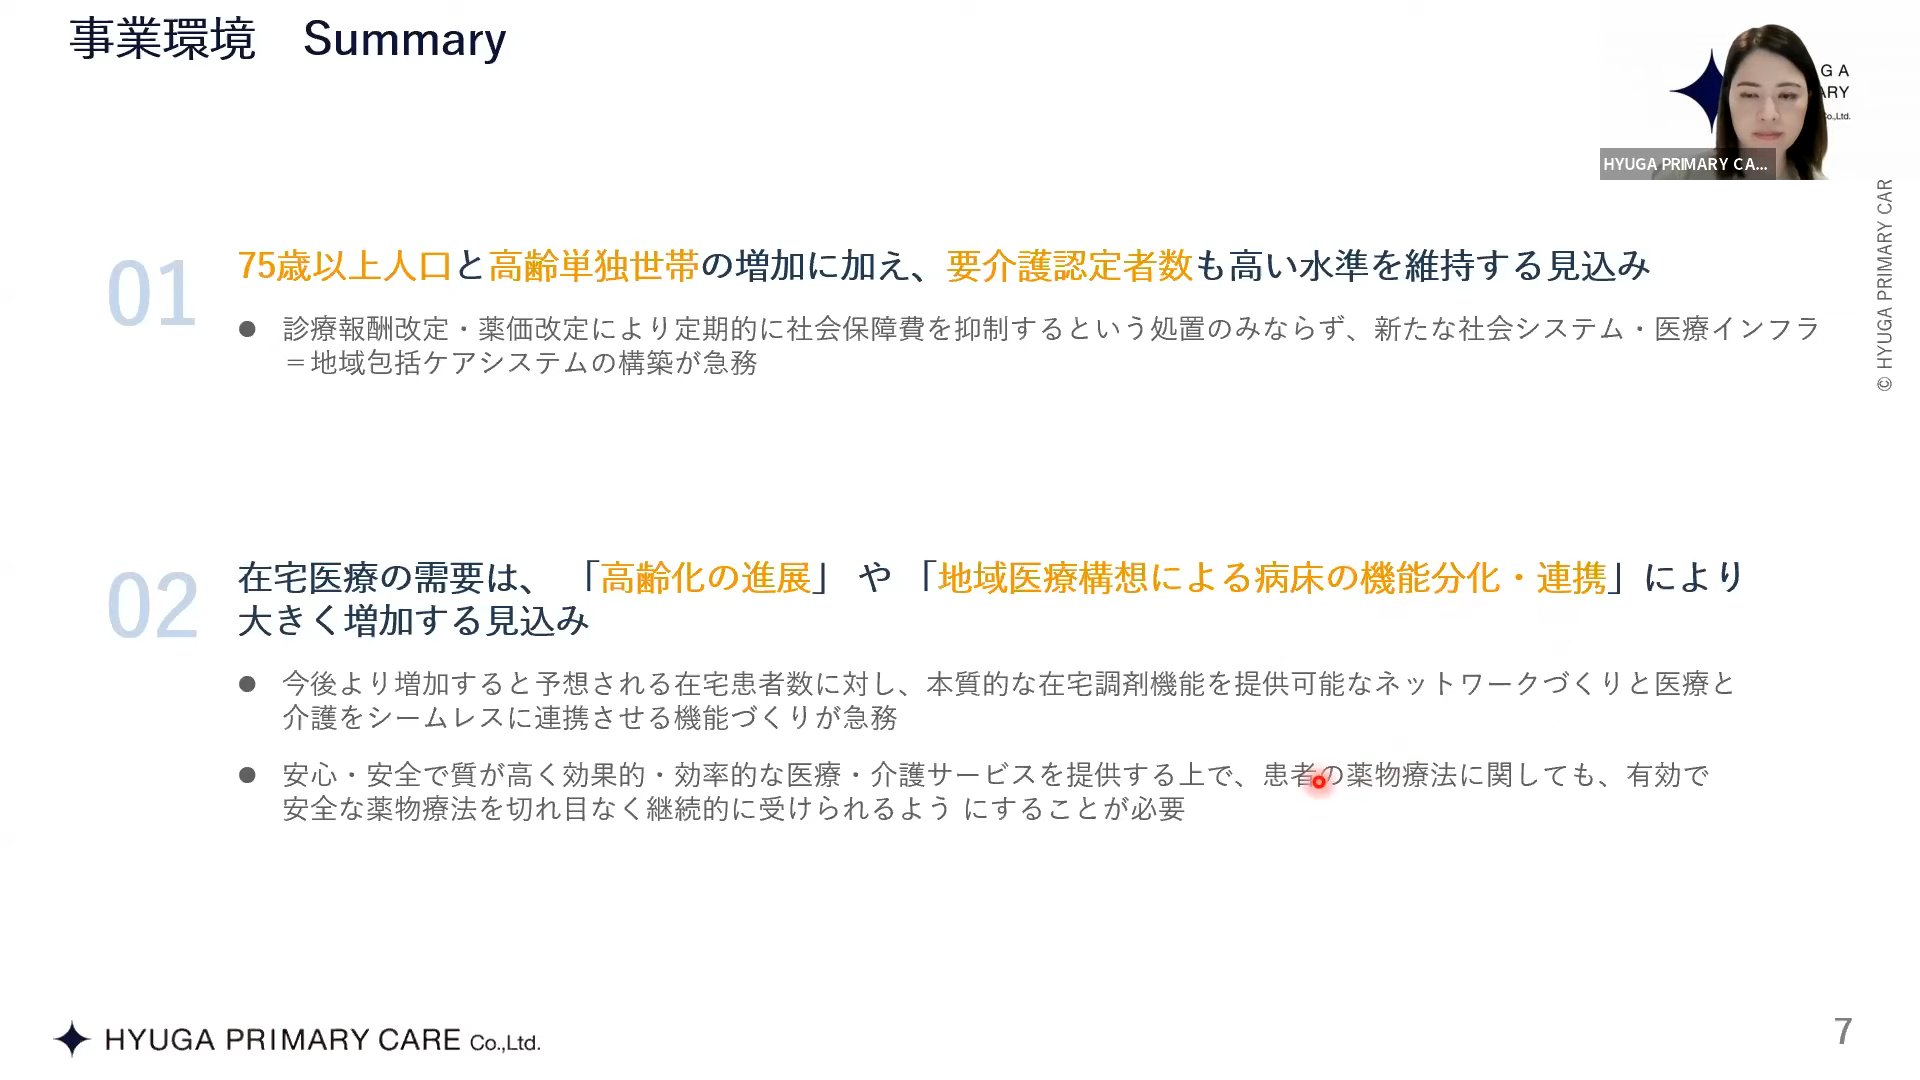 事業環境　Summary
G A
ARY
Co.,Ltd.
HYUGA PRIMARY CA...
© HYUGA PRIMARY CAR
01
75歳以上人口と高齢単独世帯の増加に加え、要介護認定者数も高い水準を維持する見込み
● 診療報酬改定・薬価改定により定期的に社会保障費を抑制するという処置のみならず、新たな社会システム・医療インフラ
＝地域包括ケアシステムの構築が急務
02
在宅医療の需要は、「高齢化の進展」 や 「地域医療構想による病床の機能分化・連携」により
大きく増加する見込み
● 今後より増加すると予想される在宅患者数に対し、本質的な在宅調剤機能を提供可能なネットワークづくりと医療と
介護をシームレスに連携させる機能づくりが急務
● 安心・安全で質が高く効果的・効率的な医療・介護サービスを提供する上で、患者の薬物療法に関しても、有効で
安全な薬物療法を切れ目なく継続的に受けられるよう にすることが必要
HYUGA PRIMARY CARE Co.,Ltd.
7